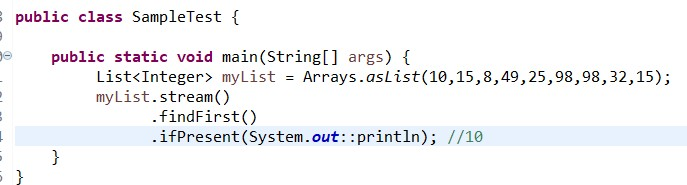 public class SampleTest {
public static void main(String[] args) {
List<Integer> myList = Arrays.asList(10,15,8,49,25,98,98,32,15);
myList.stream()
.findFirst()
.ifPresent(System.out::println); //10
}
}